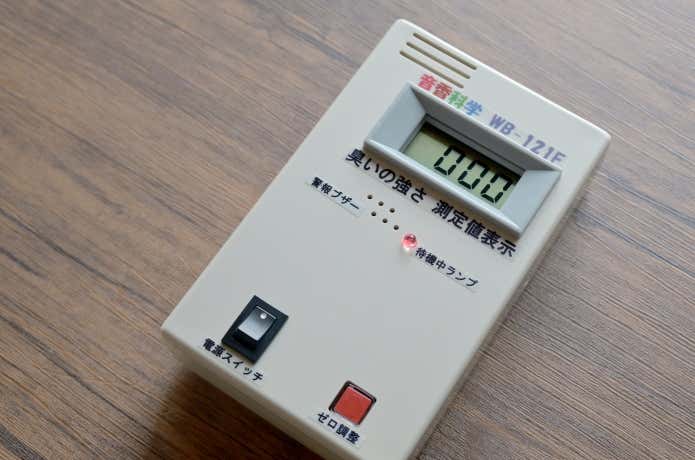 音香科学 WB-121F
000
臭いの強さ 測定値表示
警報ブザー
待機中ランプ
電源スイッチ
ゼロ調整